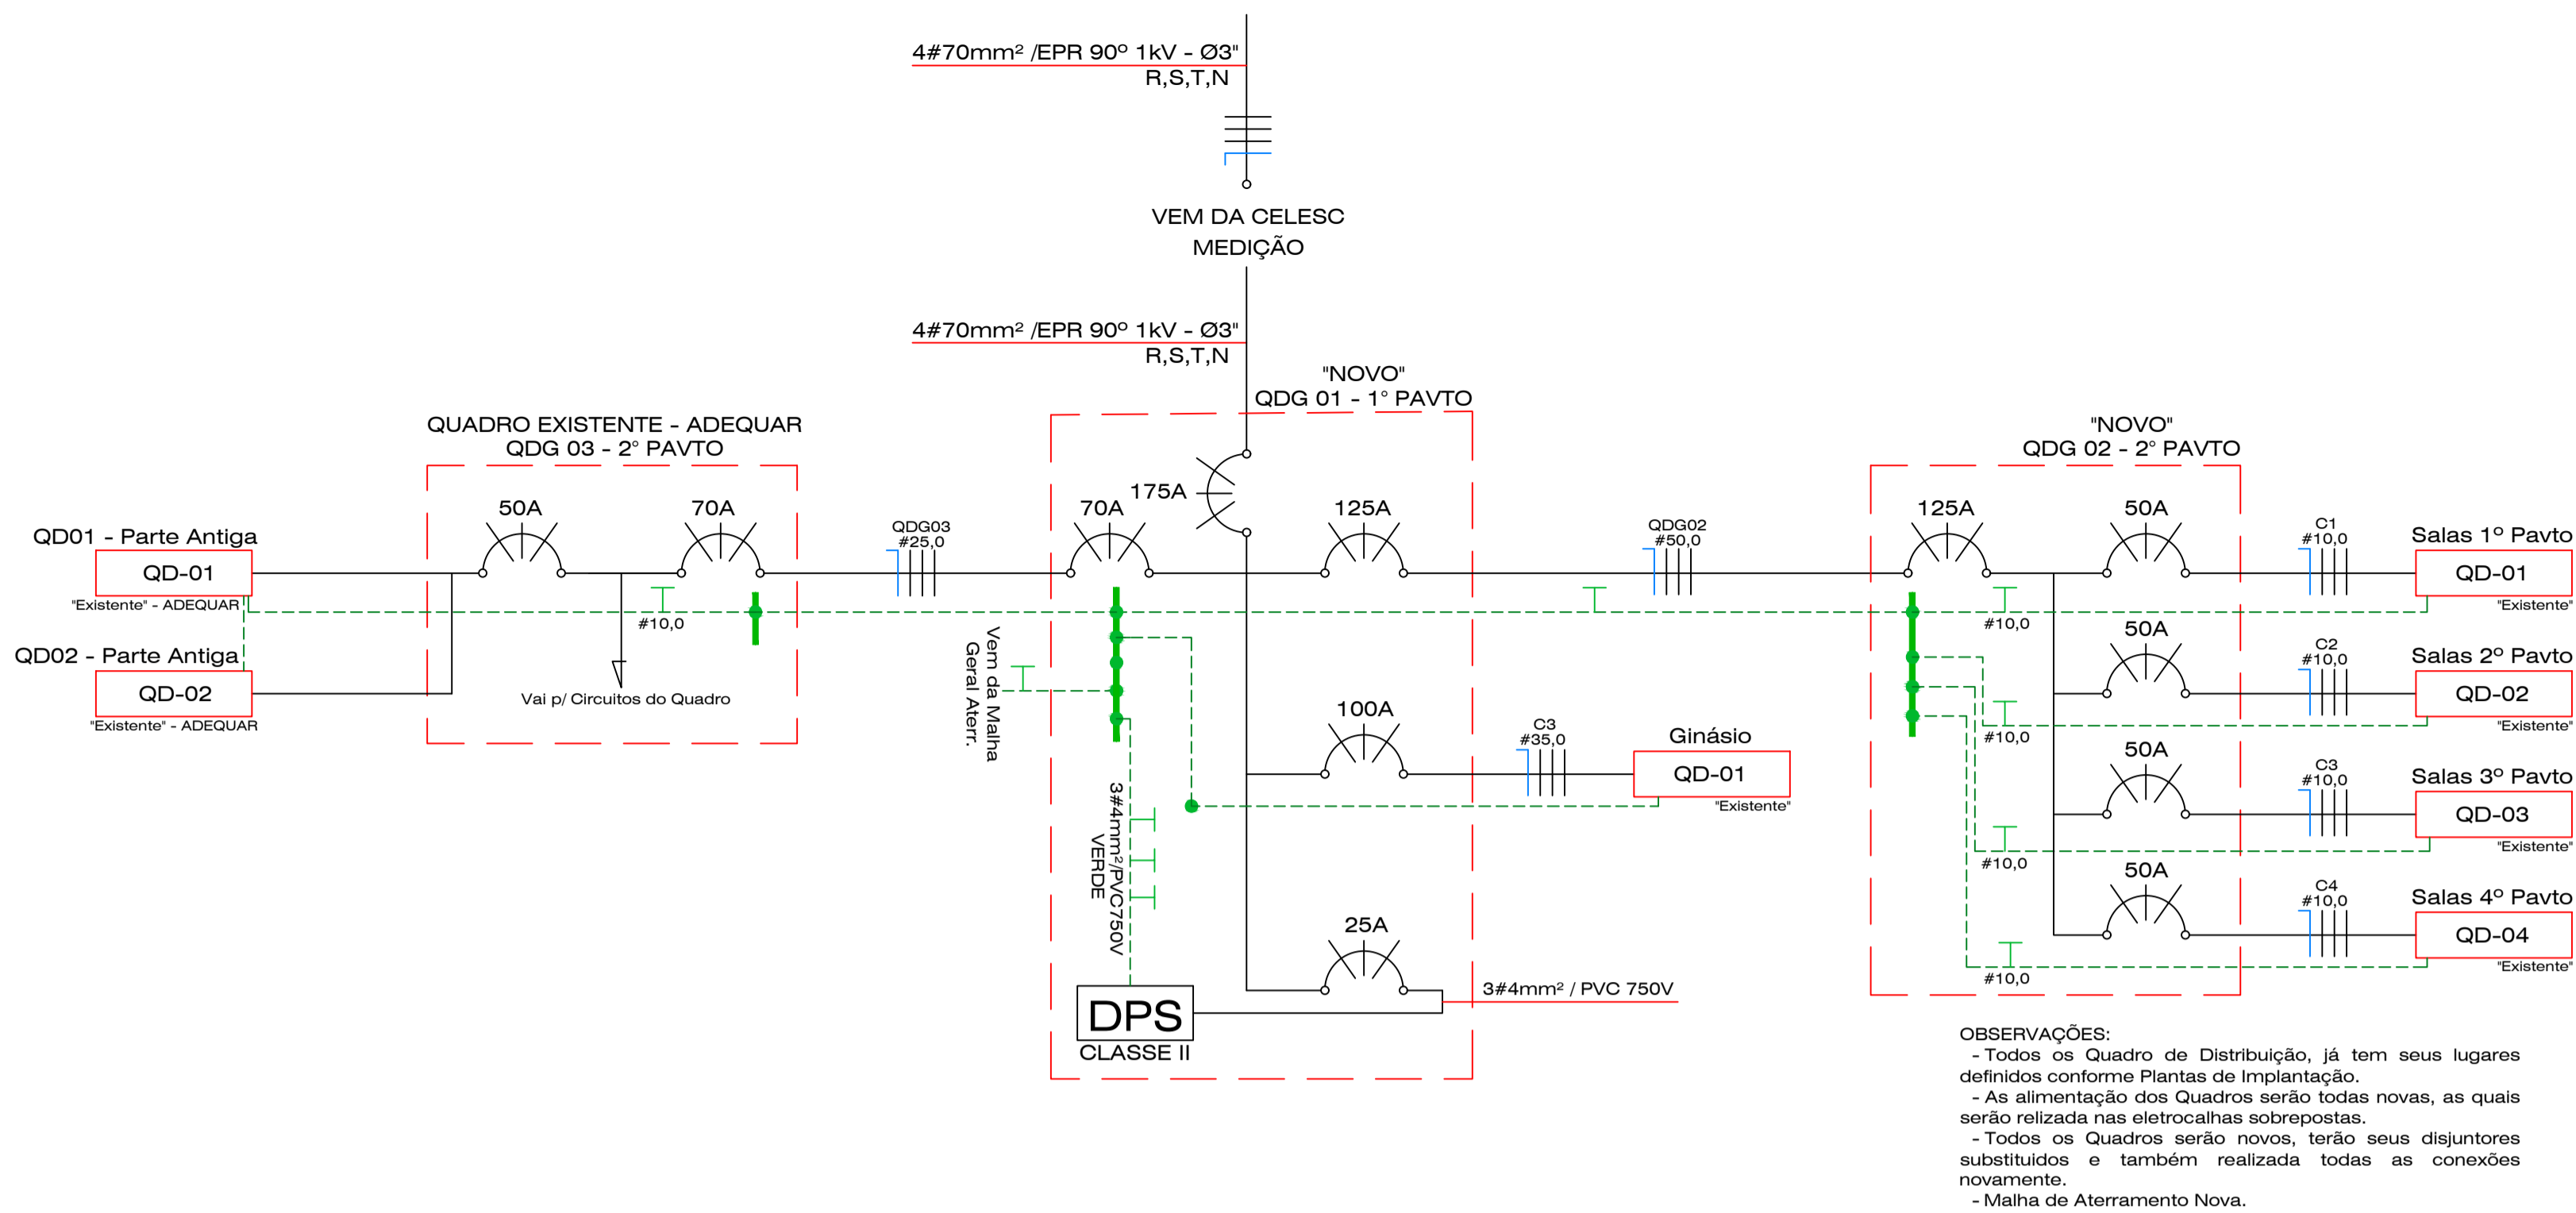 4#70mm² /EPR 90º 1kV - Ø3"
R,S,T,N
VEM DA CELESC
MEDIÇÃO
4#70mm² /EPR 90º 1kV - Ø3"
R,S,T,N
"NOVO"
QDG 01 - 1° PAVTO
QUADRO EXISTENTE - ADEQUAR
QDG 03 - 2° PAVTO
"NOVO"
QDG 02 - 2° PAVTO
QD01 - Parte Antiga
QD-01
"Existente" - ADEQUAR
QD02 - Parte Antiga
QD-02
"Existente" - ADEQUAR
50A
70A
#10,0
Vai p/ Circuitos do Quadro
QDG03
#25,0
70A
175A
125A
Vem da Malha
Geral Aterr.
3#4mm²/PVC750V
VERDE
100A
C3
#35,0
Ginásio
QD-01
"Existente"
25A
3#4mm² / PVC 750V
DPS
CLASSE II
QDG02
#50,0
125A
50A
C1
#10,0
Salas 1º Pavto
QD-01
"Existente"
#10,0
50A
C2
#10,0
Salas 2º Pavto
QD-02
"Existente"
#10,0
50A
C3
#10,0
Salas 3º Pavto
QD-03
"Existente"
#10,0
50A
C4
#10,0
Salas 4º Pavto
QD-04
"Existente"
#10,0
OBSERVAÇÕES:
- Todos os Quadro de Distribuição, já tem seus lugares
definidos conforme Plantas de Implantação.
- As alimentação dos Quadros serão todas novas, as quais
serão relizada nas eletrocalhas sobrepostas.
- Todos os Quadros serão novos, terão seus disjuntores
substituidos e também realizada todas as conexões
novamente.
- Malha de Aterramento Nova.